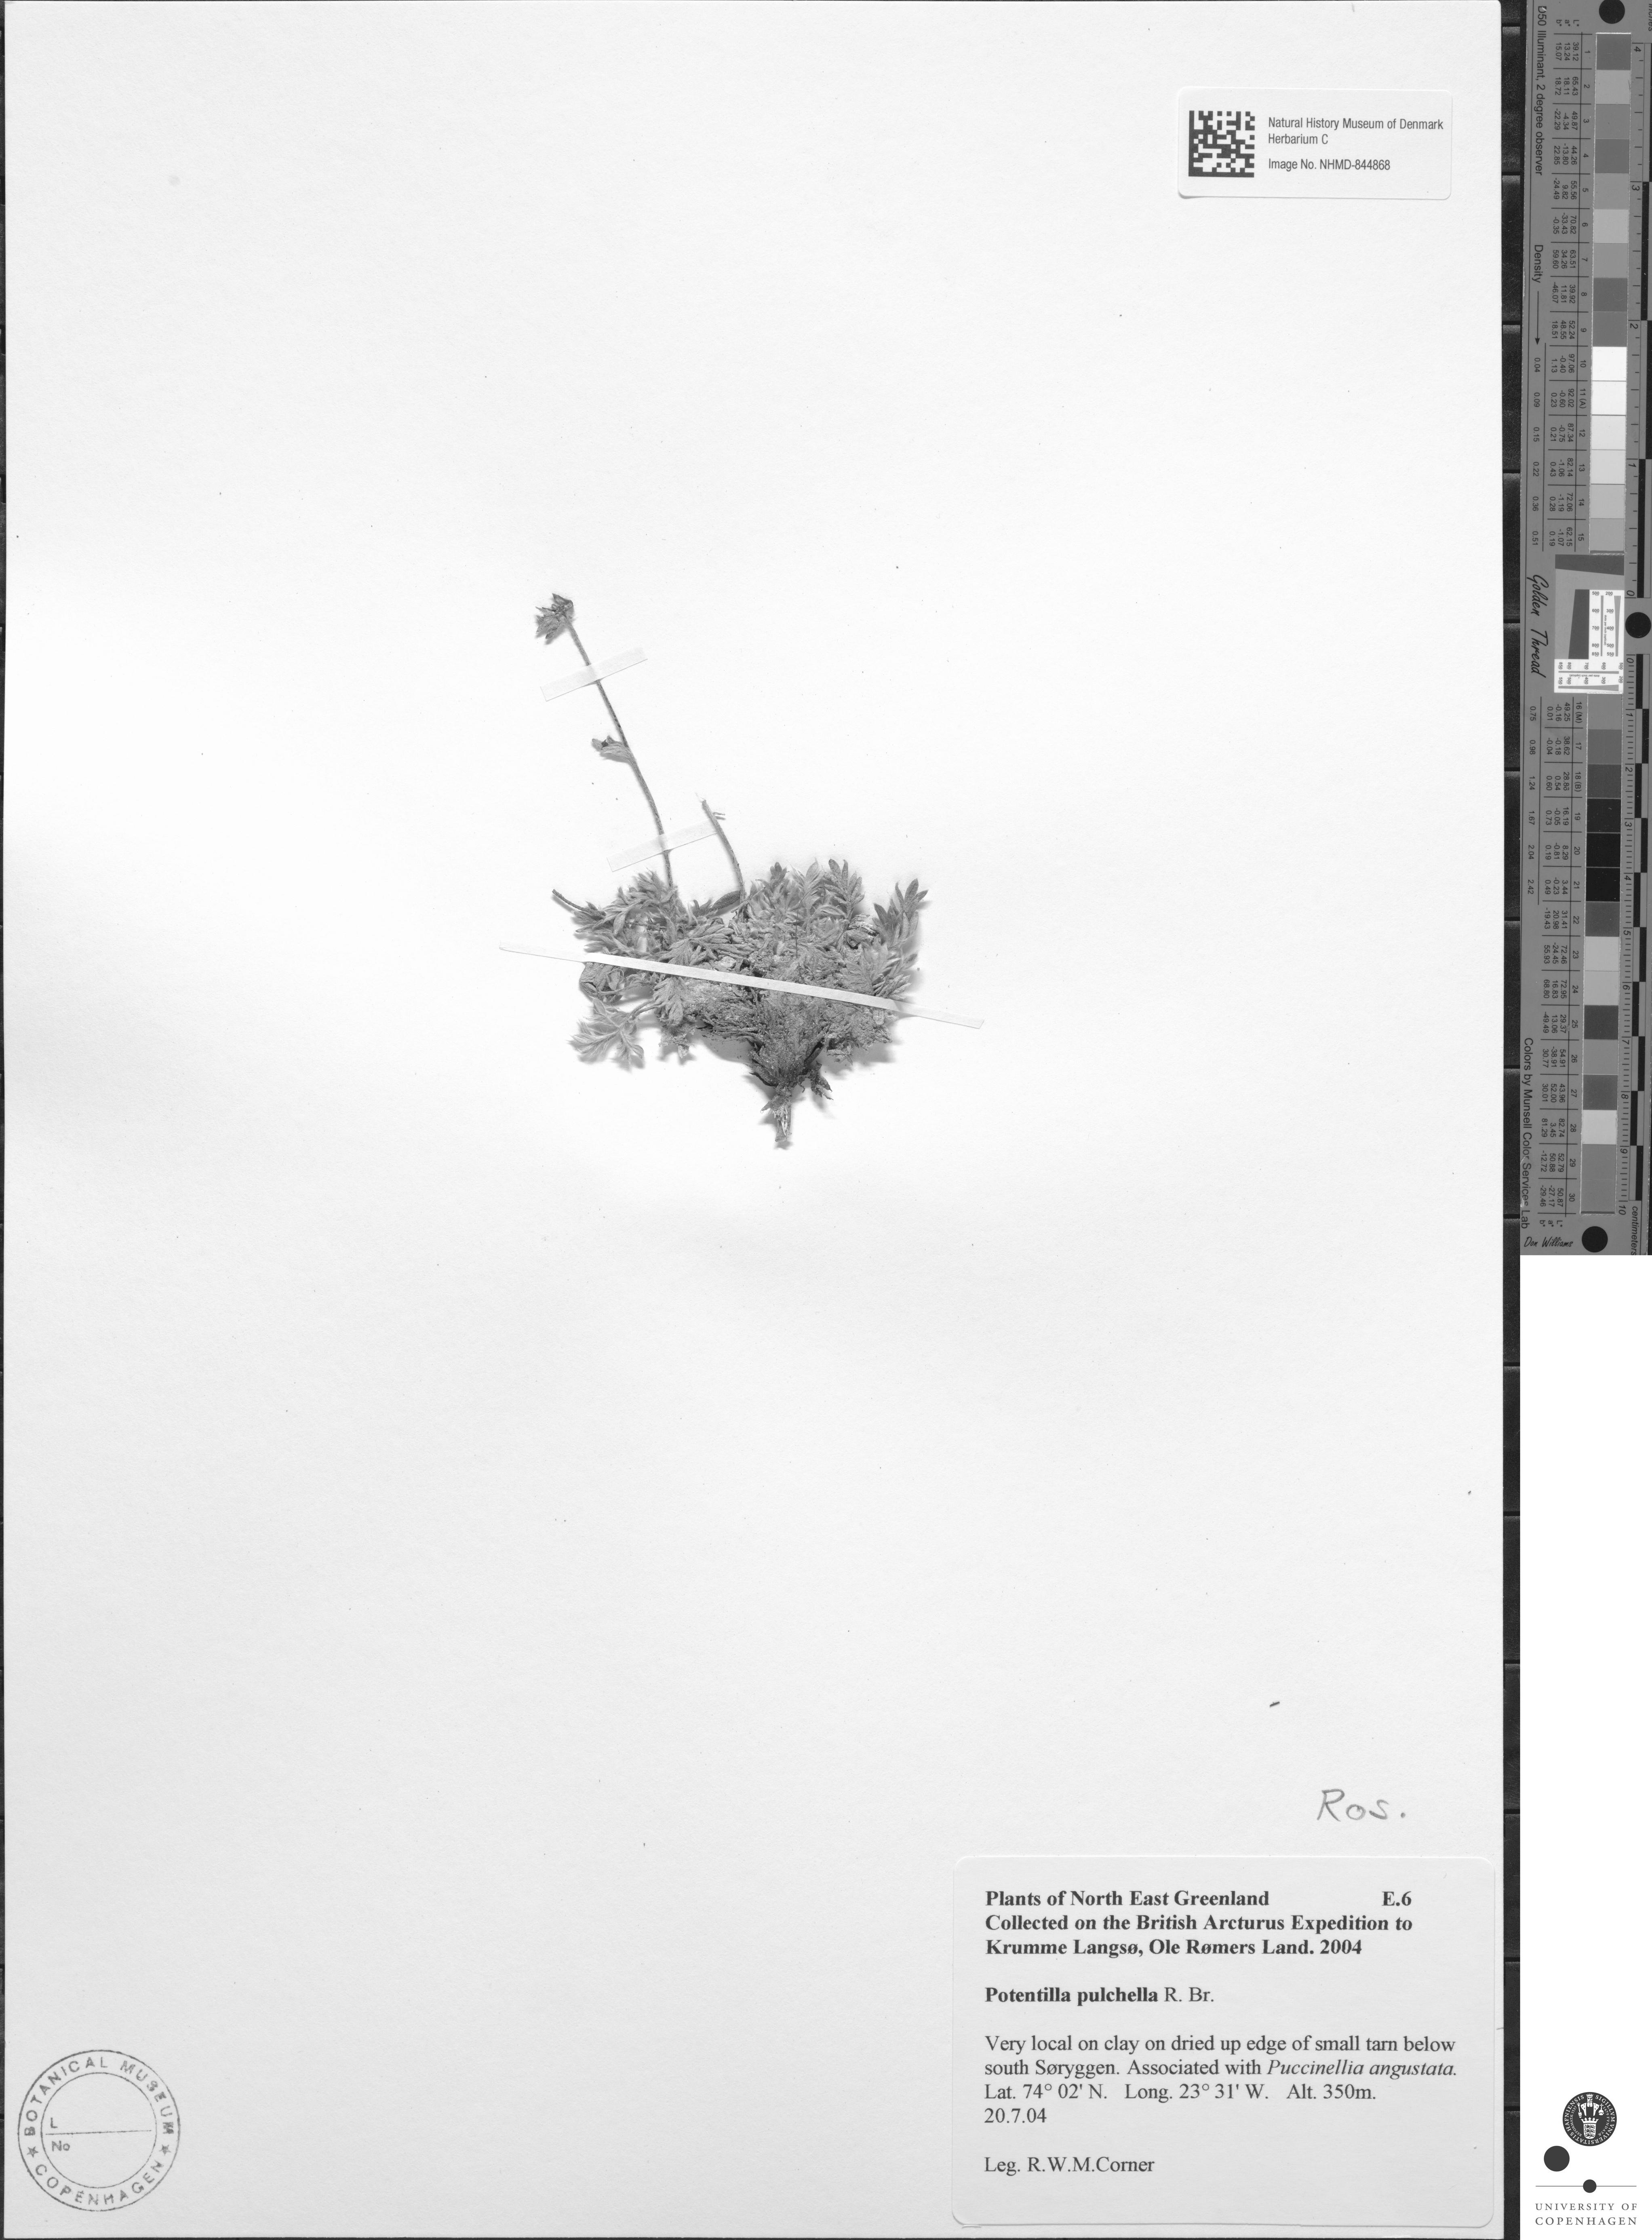 Natural History Museum of Denmark
Herbarium C
Image No. NHMD-844868
Ros.
Plants of North East Greenland E.6
Collected on the British Arcturus Expedition to
Krumme Langsø, Ole Rømers Land. 2004
Potentilla pulchella R. Br.
Very local on clay on dried up edge of small tarn below
south Søryggen. Associated with Puccinellia angustata.
Lat. 74° 02' N. Long. 23° 31' W. Alt. 350m.
20.7.04
Leg. R.W.M.Corner
BOTANICAL MUSEUM
COPENHAGEN
L
No
D50 Illuminant, 2 degree observer
Density
Golden Thread
Colors by Munsell Color Services Lab
Don Williams
centimeters
UNIVERSITY OF
COPENHAGEN